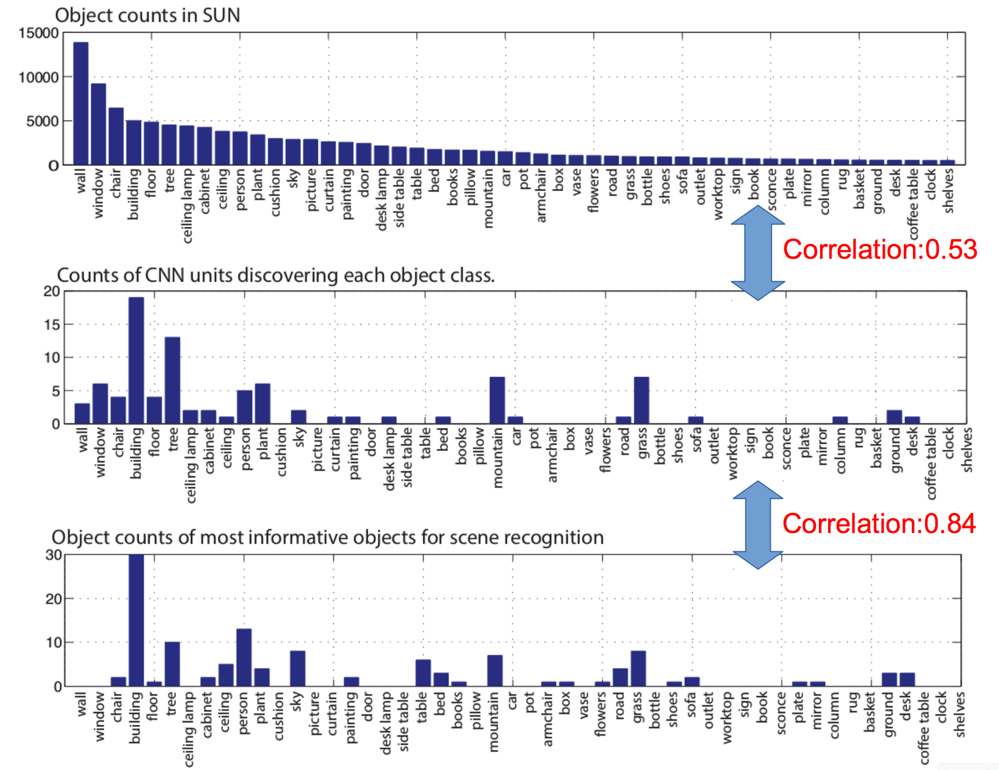 Object counts in SUN
15000
10000
5000
0
wall window chair building floor tree ceiling lamp cabinet ceiling person plant cushion sky picture curtain painting door desk lamp side table table bed books pillow mountain car pot armchair box vase flowers road grass bottle shoes sofa outlet worktop sign book sconce plate mirror column rug basket ground desk coffee table clock shelves
Correlation:0.53
Counts of CNN units discovering each object class.
20
15
10
5
0
wall window chair building floor tree ceiling lamp cabinet ceiling person plant cushion sky picture curtain painting door desk lamp side table table bed books pillow mountain car pot armchair box vase flowers road grass bottle shoes sofa outlet worktop sign book sconce plate mirror column rug basket ground desk coffee table clock shelves
Correlation:0.84
Object counts of most informative objects for scene recognition
30
20
10
0
wall window chair building floor tree ceiling lamp cabinet ceiling person plant cushion sky picture curtain painting door desk lamp side table table bed books pillow mountain car pot armchair box vase flowers road grass bottle shoes sofa outlet worktop sign book sconce plate mirror column rug basket ground desk coffee table clock shelves